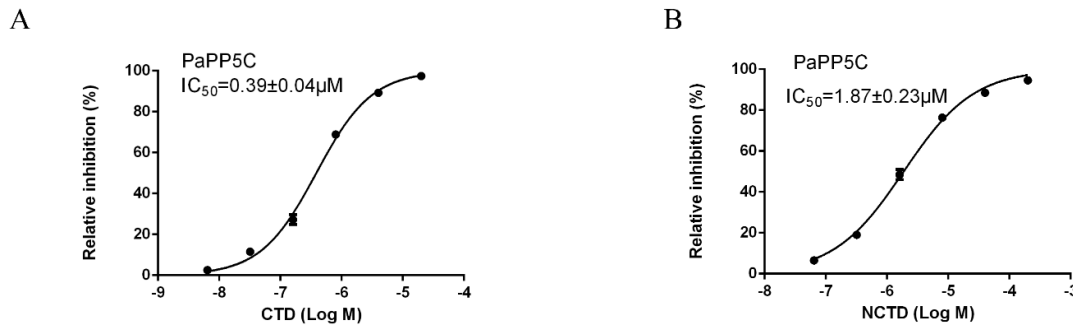 A
PaPP5C
IC50=0.39±0.04µM
Relative inhibition (%)
100
80
60
40
20
0
-9 -8 -7 -6 -5 -4
CTD (Log M)
B
PaPP5C
IC50=1.87±0.23µM
Relative inhibition (%)
100
80
60
40
20
0
-8 -7 -6 -5 -4 -3
NCTD (Log M)